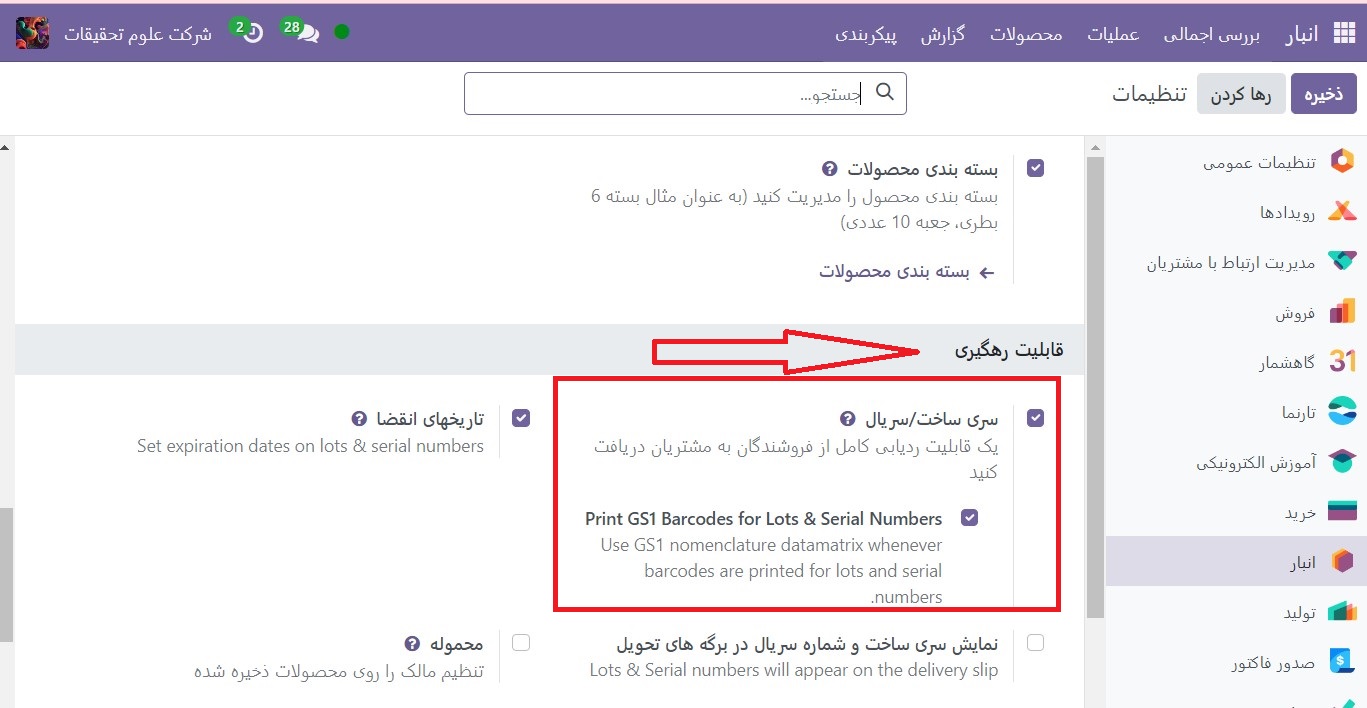 انبار
بررسی اجمالی
عملیات
محصولات
گزارش
پیکربندی
28
2
شرکت علوم تحقیقات
ذخیره
رها کردن
تنظیمات
جستجو...
تنظیمات عمومی
رویدادها
مدیریت ارتباط با مشتریان
فروش
31
گاهشمار
تارنما
آموزش الکترونیکی
خرید
انبار
تولید
$
صدور فاکتور
بسته بندی محصولات ?
بسته بندی محصول را مدیریت کنید (به عنوان مثال بسته 6
بطری، جعبه 10 عددی)
بسته بندی محصولات
قابلیت رهگیری
سری ساخت/سریال ?
یک قابلیت ردیابی کامل از فروشندگان به مشتریان دریافت
کنید
Print GS1 Barcodes for Lots & Serial Numbers
Use GS1 nomenclature datamatrix whenever
barcodes are printed for lots and serial
.numbers
تاریخهای انقضا ?
Set expiration dates on lots & serial numbers
نمایش سری ساخت و شماره سریال در برگه های تحویل
Lots & Serial numbers will appear on the delivery slip
محموله ?
تنظیم مالک را روی محصولات ذخیره شده